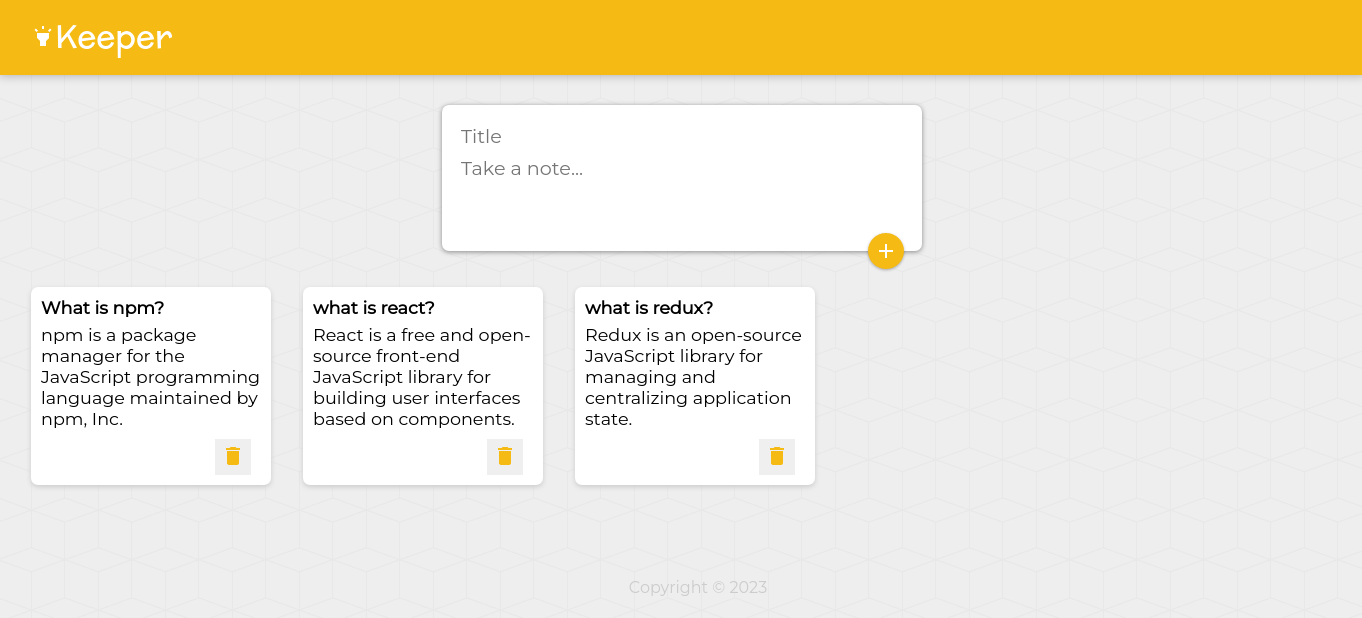 Keeper
Title
Take a note...
What is npm?
npm is a package
manager for the
JavaScript programming
language maintained by
npm, Inc.
what is react?
React is a free and open-
source front-end
JavaScript library for
building user interfaces
based on components.
what is redux?
Redux is an open-source
JavaScript library for
managing and
centralizing application
state.
Copyright © 2023